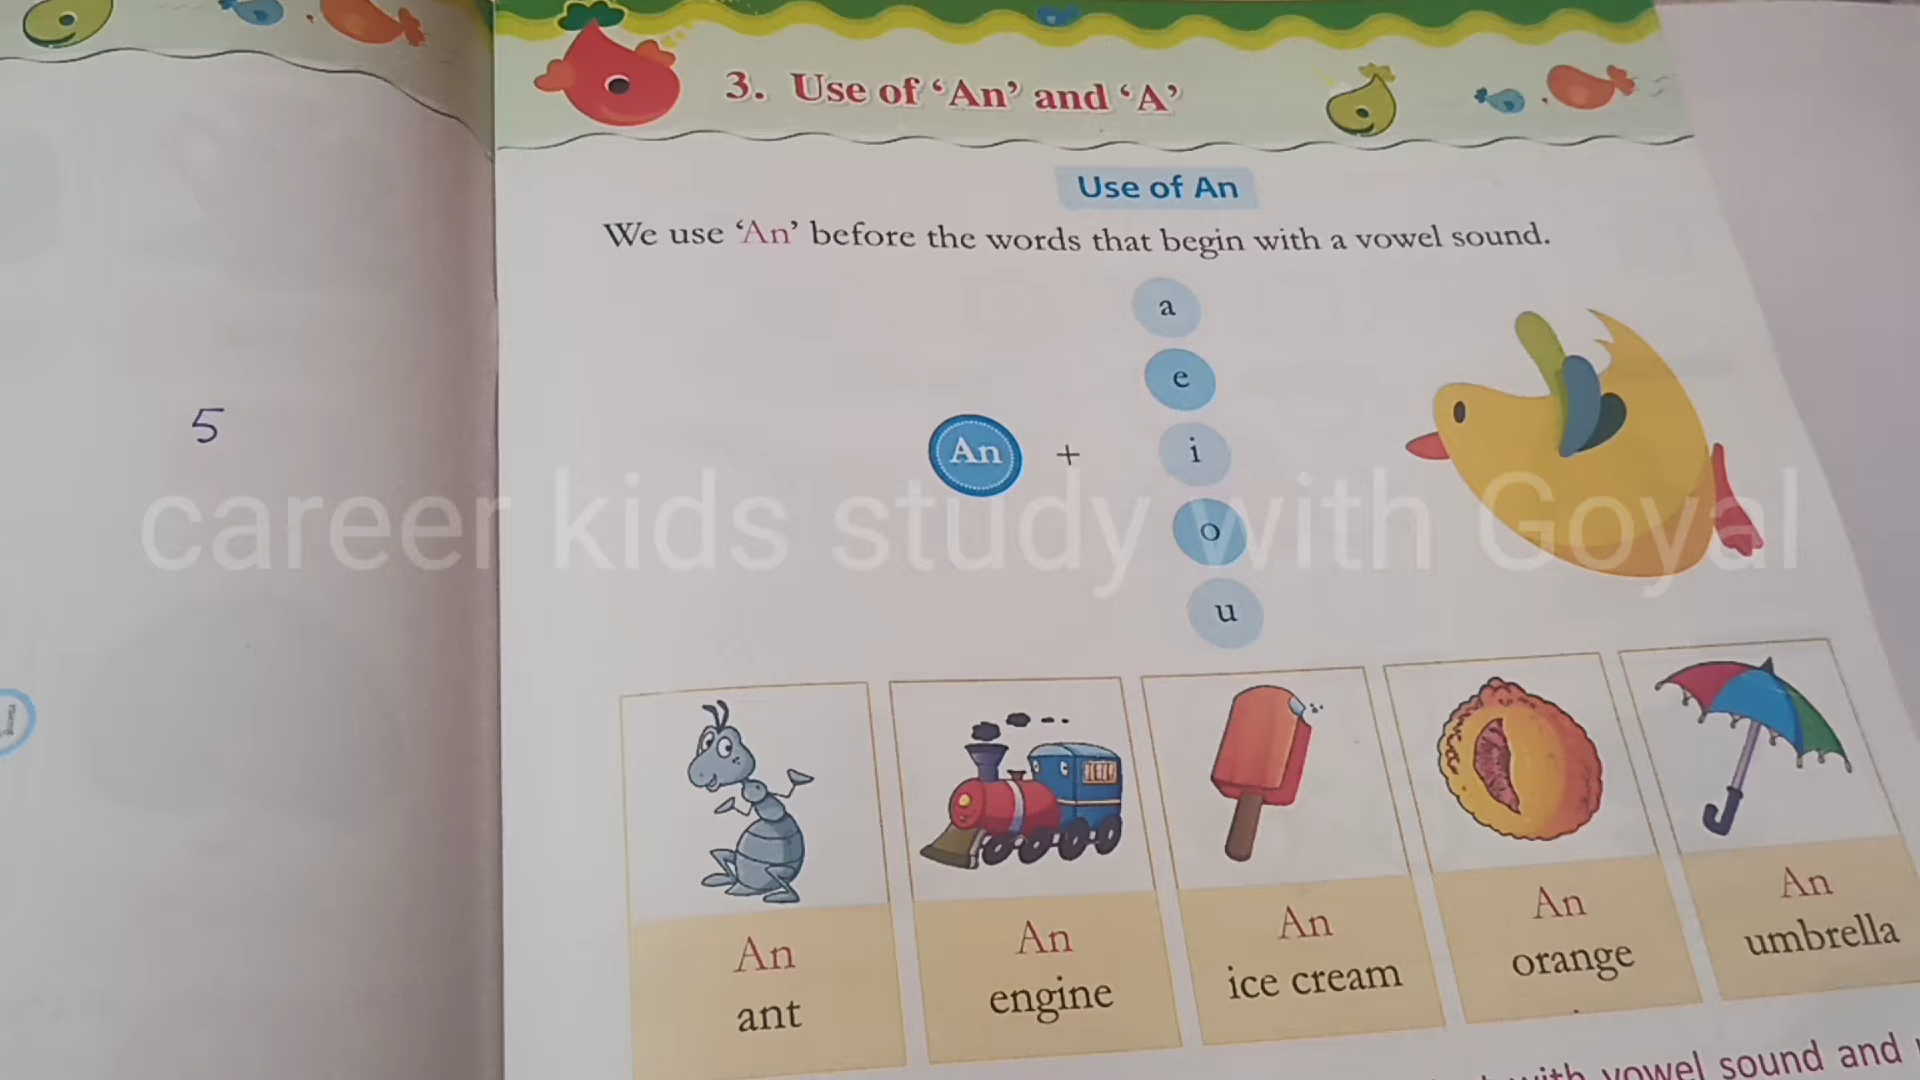 3. Use of ‘An’ and ‘A’
Use of An
We use ‘An’ before the words that begin with a vowel sound.
a
e
An + i
o
u
5
career kids study with Goyal
An An An An An
ant engine ice cream orange umbrella
with vowel sound and